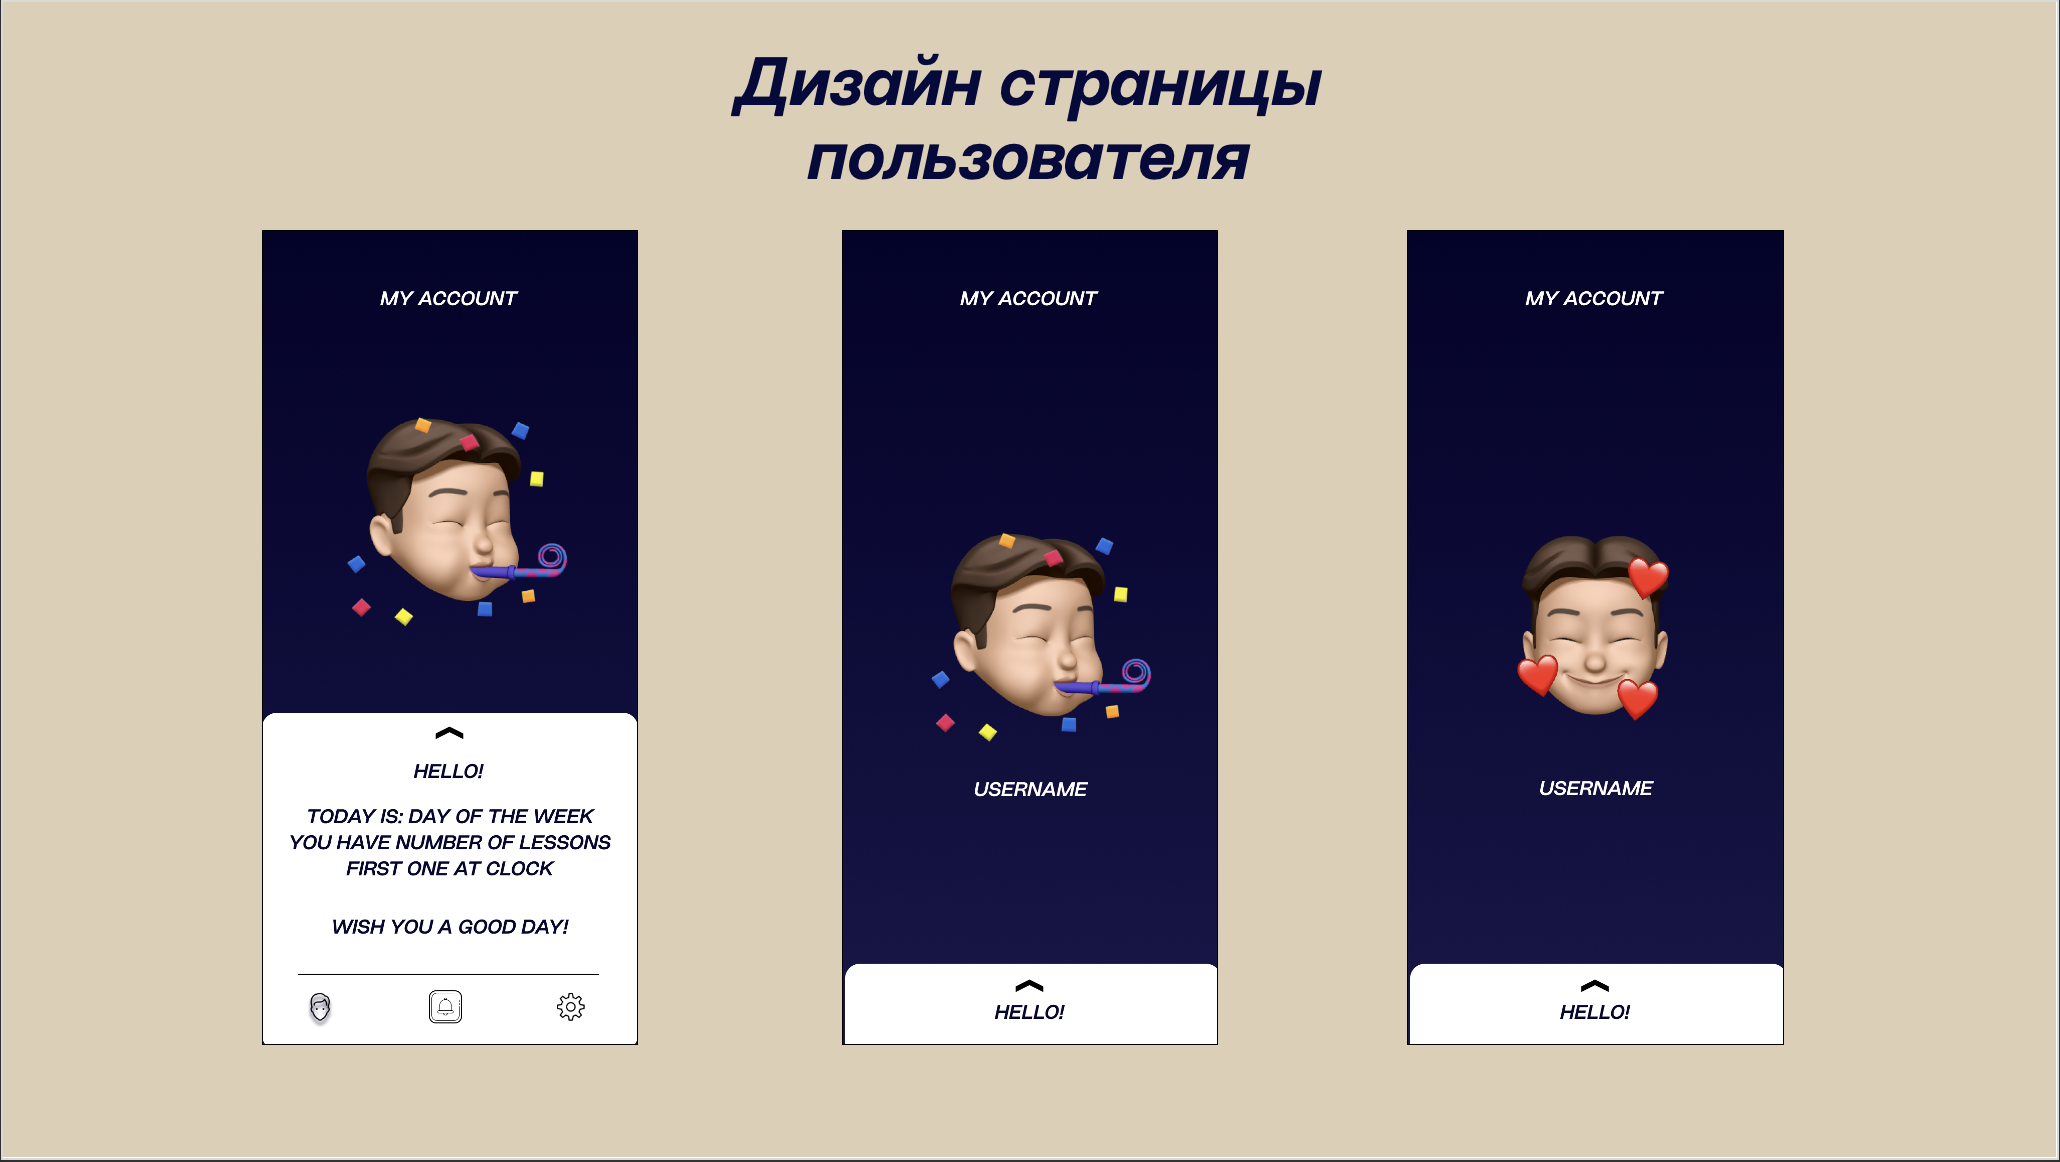 Дизайн страницы
пользователя
MY ACCOUNT
HELLO!
TODAY IS: DAY OF THE WEEK
YOU HAVE NUMBER OF LESSONS
FIRST ONE AT CLOCK
WISH YOU A GOOD DAY!
MY ACCOUNT
USERNAME
HELLO!
MY ACCOUNT
USERNAME
HELLO!